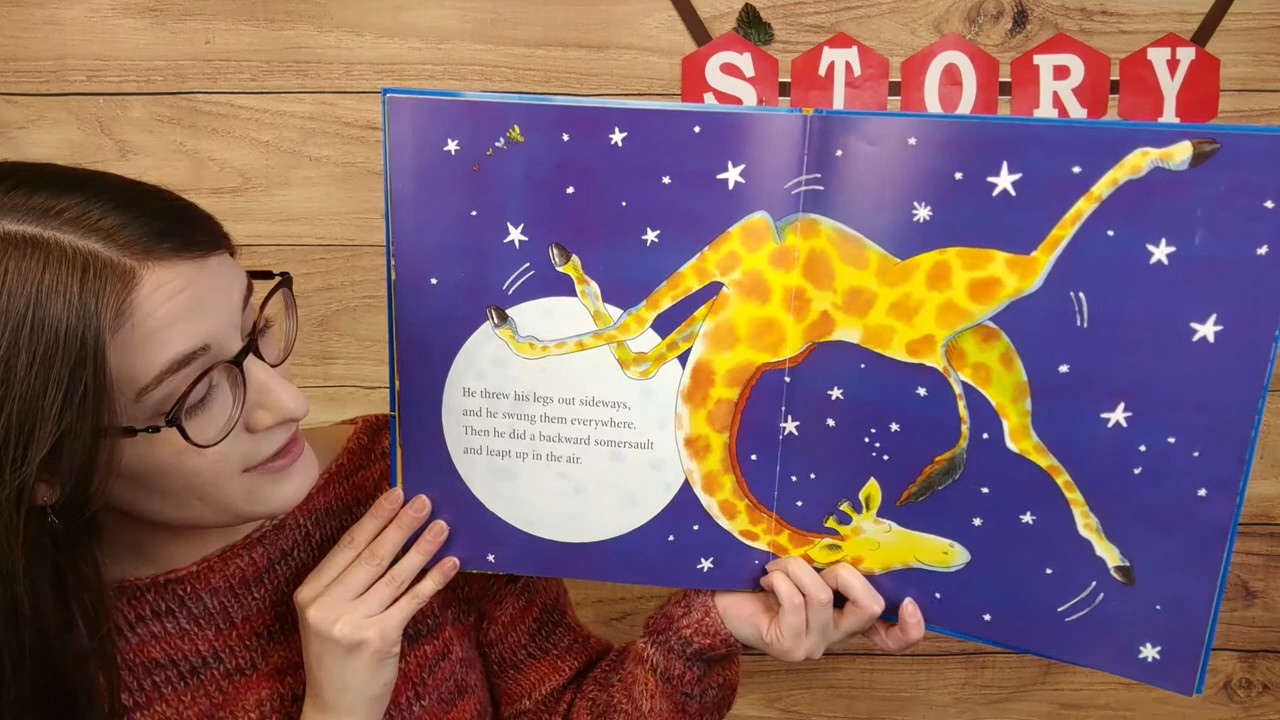 STORY
He threw his legs out sideways,
and he swung them everywhere.
Then he did a backward somersault
and leapt up in the air.